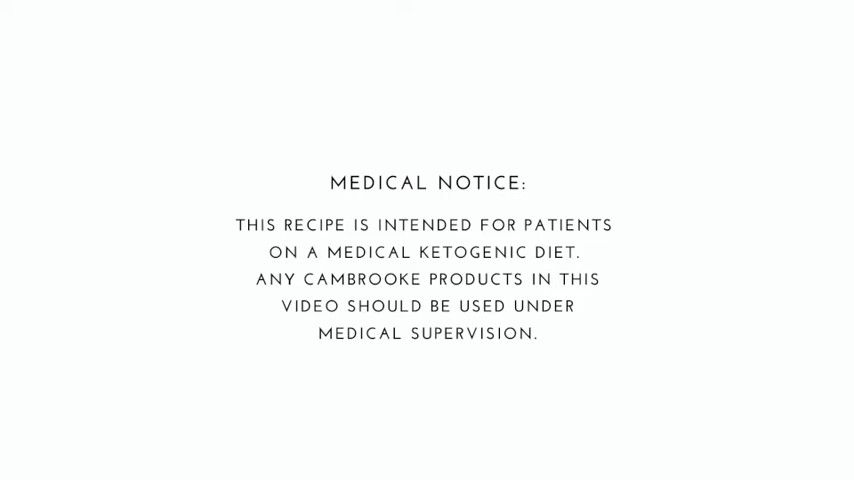 MEDICAL NOTICE:
THIS RECIPE IS INTENDED FOR PATIENTS
ON A MEDICAL KETOGENIC DIET.
ANY CAMBROOKE PRODUCTS IN THIS
VIDEO SHOULD BE USED UNDER
MEDICAL SUPERVISION.